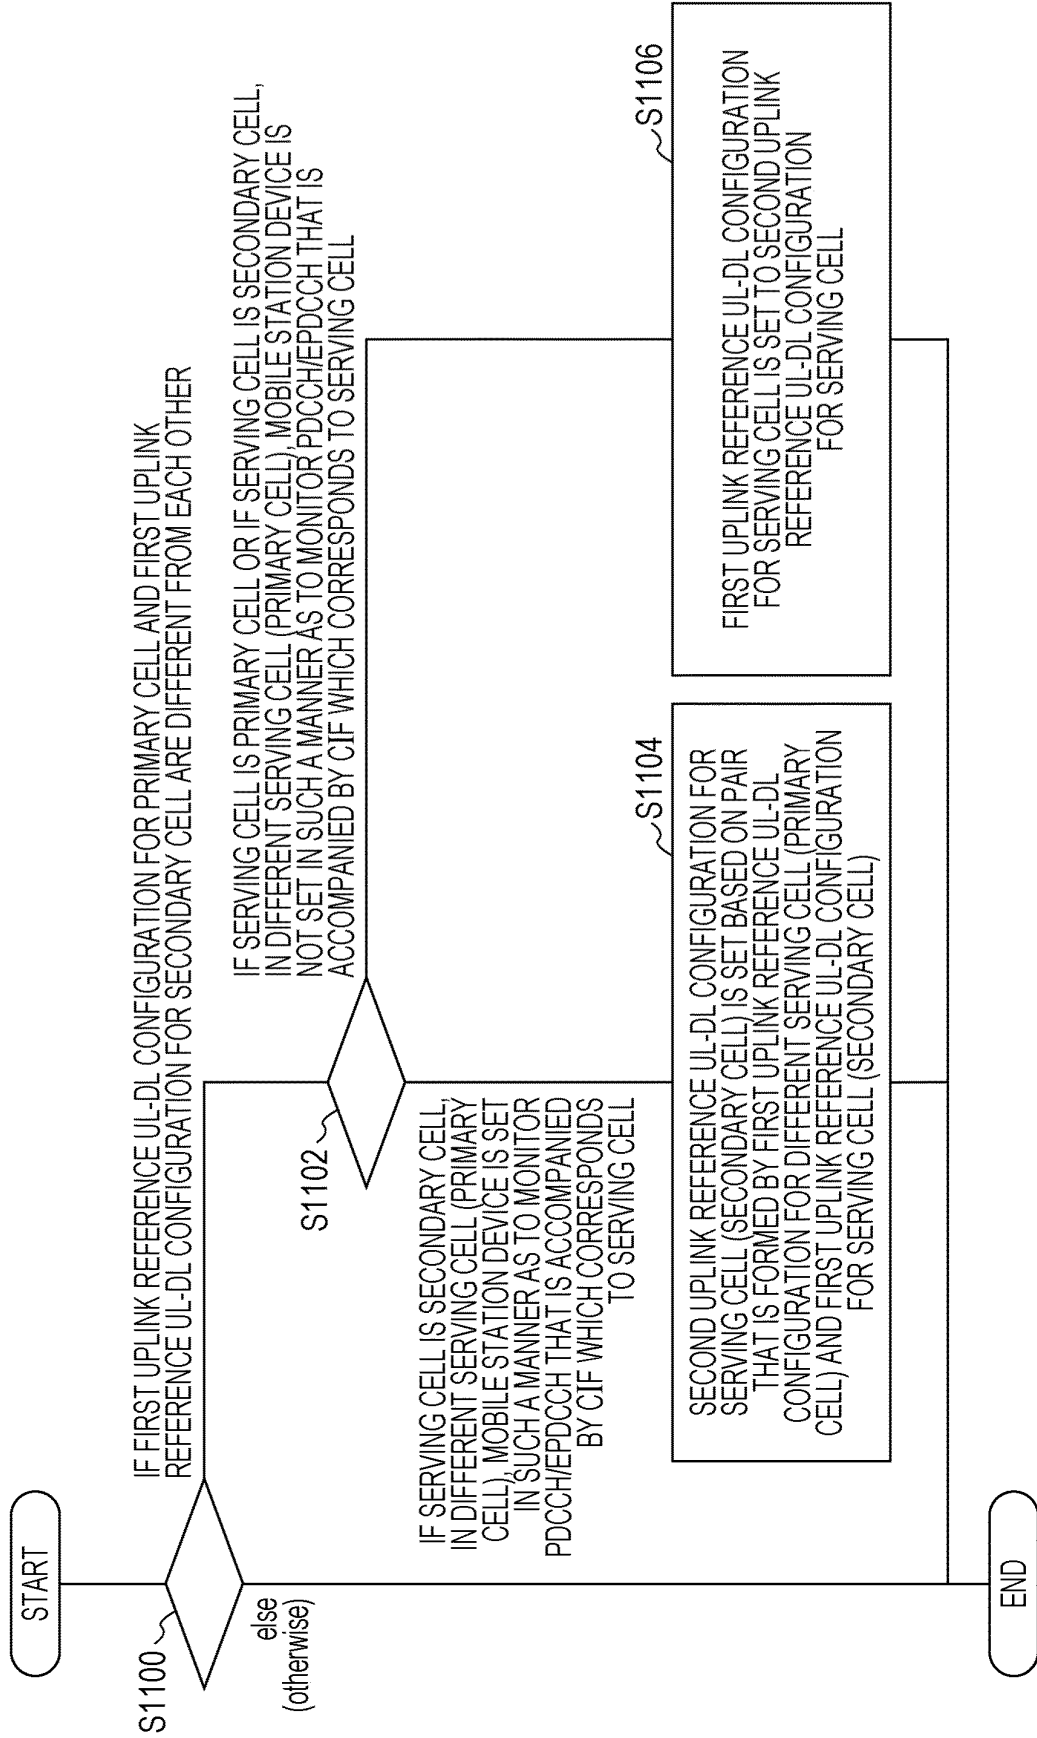 START
S1100
IF FIRST UPLINK REFERENCE UL-DL CONFIGURATION FOR PRIMARY CELL AND FIRST UPLINK
REFERENCE UL-DL CONFIGURATION FOR SECONDARY CELL ARE DIFFERENT FROM EACH OTHER
else
(otherwise)
S1102
IF SERVING CELL IS PRIMARY CELL OR IF SERVING CELL IS SECONDARY CELL,
IN DIFFERENT SERVING CELL (PRIMARY CELL), MOBILE STATION DEVICE IS
NOT SET IN SUCH A MANNER AS TO MONITOR PDCCH/EPDCCH THAT IS
ACCOMPANIED BY CIF WHICH CORRESPONDS TO SERVING CELL
IF SERVING CELL IS SECONDARY CELL,
IN DIFFERENT SERVING CELL (PRIMARY
CELL), MOBILE STATION DEVICE IS SET
IN SUCH A MANNER AS TO MONITOR
PDCCH/EPDCCH THAT IS ACCOMPANIED
BY CIF WHICH CORRESPONDS
TO SERVING CELL
S1104
SECOND UPLINK REFERENCE UL-DL CONFIGURATION FOR
SERVING CELL (SECONDARY CELL) IS SET BASED ON PAIR
THAT IS FORMED BY FIRST UPLINK REFERENCE UL-DL
CONFIGURATION FOR DIFFERENT SERVING CELL (PRIMARY
CELL) AND FIRST UPLINK REFERENCE UL-DL CONFIGURATION
FOR SERVING CELL (SECONDARY CELL)
S1106
FIRST UPLINK REFERENCE UL-DL CONFIGURATION
FOR SERVING CELL IS SET TO SECOND UPLINK
REFERENCE UL-DL CONFIGURATION
FOR SERVING CELL
END